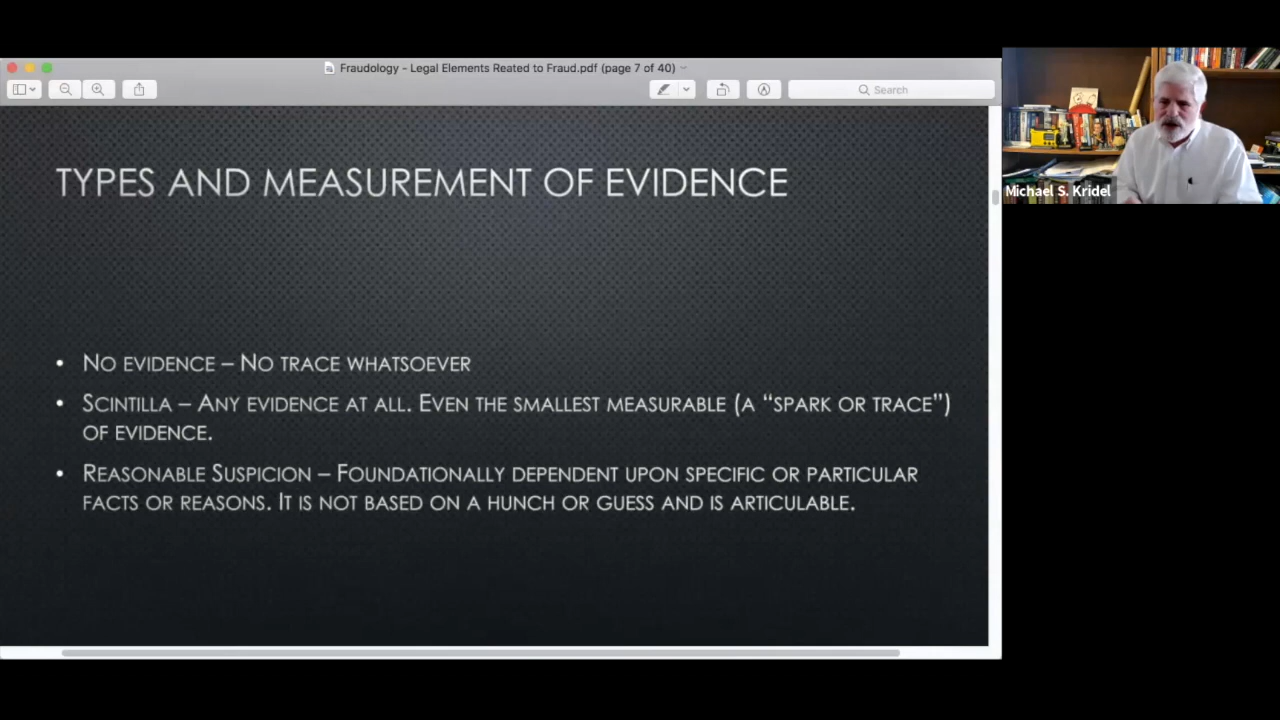 Fraudology - Legal Elements Reated to Fraud.pdf (page 7 of 40)
Search
TYPES AND MEASUREMENT OF EVIDENCE
• NO EVIDENCE – NO TRACE WHATSOEVER
• SCINTILLA – ANY EVIDENCE AT ALL. EVEN THE SMALLEST MEASURABLE (A “SPARK OR TRACE”)
OF EVIDENCE.
• REASONABLE SUSPICION – FOUNDATIONALLY DEPENDENT UPON SPECIFIC OR PARTICULAR
FACTS OR REASONS. IT IS NOT BASED ON A HUNCH OR GUESS AND IS ARTICULABLE.
Michael S. Kridel